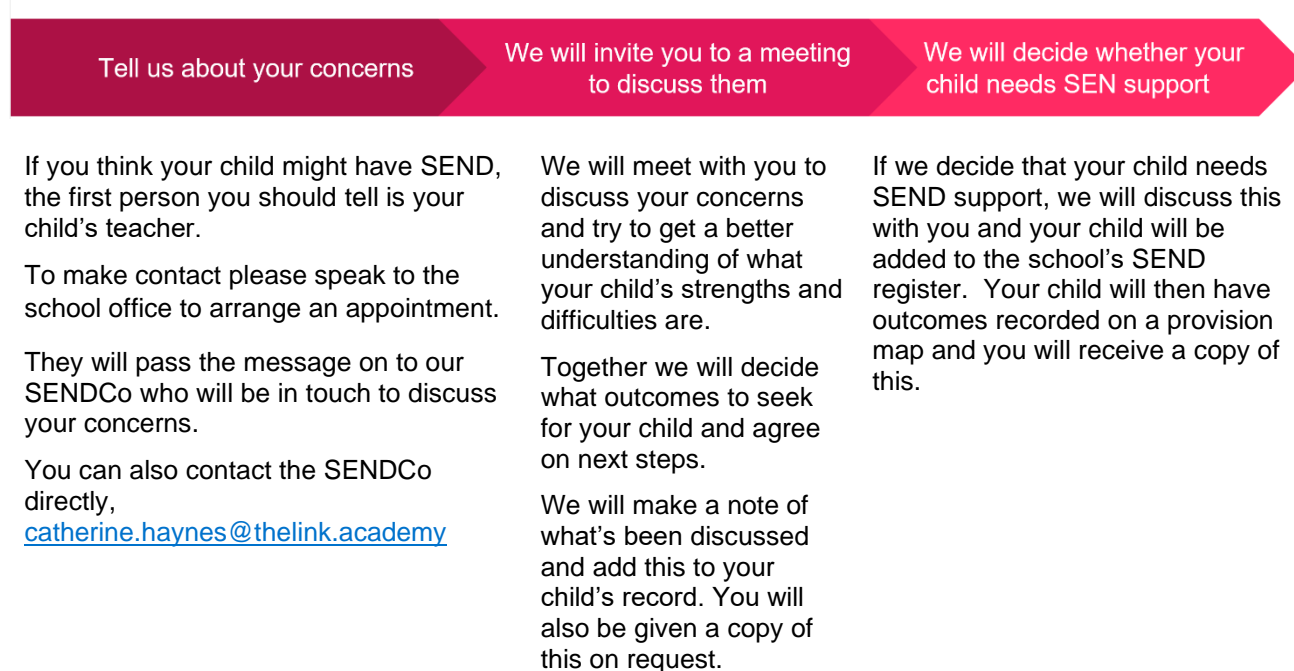 Tell us about your concerns
We will invite you to a meeting
to discuss them
We will decide whether your
child needs SEN support
If you think your child might have SEND,
the first person you should tell is your
child's teacher.
To make contact please speak to the
school office to arrange an appointment.
They will pass the message on to our
SENDCo who will be in touch to discuss
your concerns.
You can also contact the SENDCo
directly,
catherine.haynes@thelink.academy
We will meet with you to
discuss your concerns
and try to get a better
understanding of what
your child's strengths and
difficulties are.
Together we will decide
what outcomes to seek
for your child and agree
on next steps.
We will make a note of
what's been discussed
and add this to your
child's record. You will
also be given a copy of
this on request.
If we decide that your child needs
SEND support, we will discuss this
with you and your child will be
added to the school's SEND
register.  Your child will then have
outcomes recorded on a provision
map and you will receive a copy of
this.